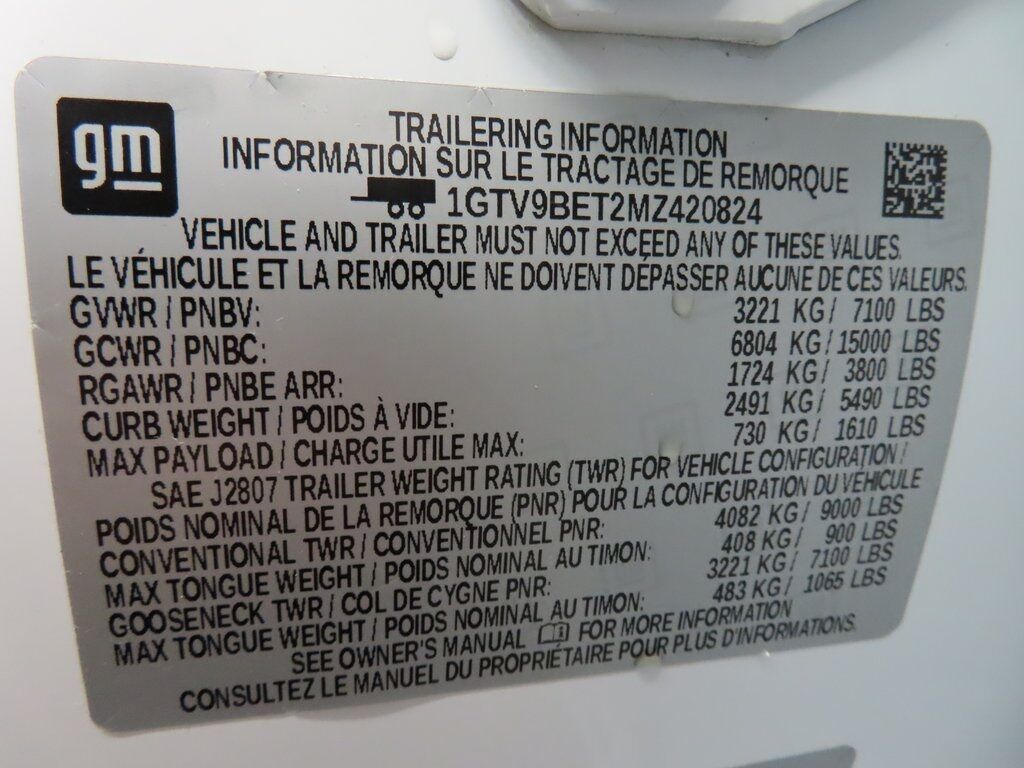 gm
TRAILERING INFORMATION
INFORMATION SUR LE TRACTAGE DE REMORQUE
1GTV9BET2MZ420824
VEHICLE AND TRAILER MUST NOT EXCEED ANY OF THESE VALUES.
LE VÉHICULE ET LA REMORQUE NE DOIVENT DÉPASSER AUCUNE DE CES VALEURS.
GVWR / PNBV: 3221 KG/ 7100 LBS
GCWR / PNBC: 6804 KG/ 15000 LBS
RGAWR / PNBE ARR: 1724 KG/ 3800 LBS
CURB WEIGHT / POIDS À VIDE: 2491 KG/ 5490 LBS
MAX PAYLOAD / CHARGE UTILE MAX: 730 KG/ 1610 LBS
SAE J2807 TRAILER WEIGHT RATING (TWR) FOR VEHICLE CONFIGURATION /
POIDS NOMINAL DE LA REMORQUE (PNR) POUR LA CONFIGURATION DU VÉHICULE
CONVENTIONAL TWR / CONVENTIONNEL PNR: 4082 KG/ 9000 LBS
MAX TONGUE WEIGHT / POIDS NOMINAL AU TIMON: 408 KG/ 900 LBS
GOOSENECK TWR / COL DE CYGNE PNR: 3221 KG/ 7100 LBS
MAX TONGUE WEIGHT / POIDS NOMINAL AU TIMON: 483 KG/ 1065 LBS
SEE OWNER'S MANUAL FOR MORE INFORMATION
CONSULTEZ LE MANUEL DU PROPRIÉTAIRE POUR PLUS D'INFORMATIONS.